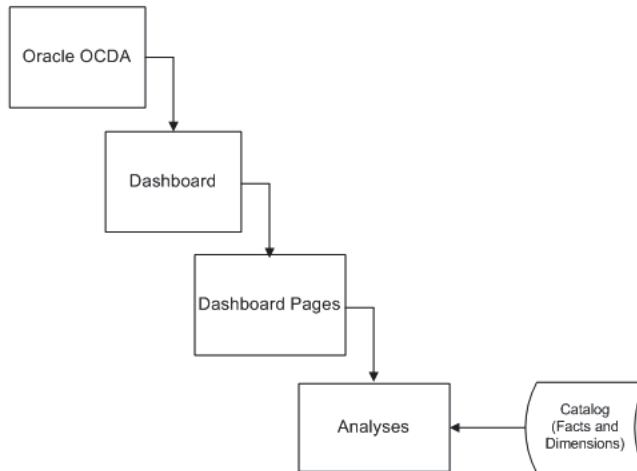 Oracle OCDA
Dashboard
Dashboard Pages
Analyses
Catalog
(Facts and
Dimensions)